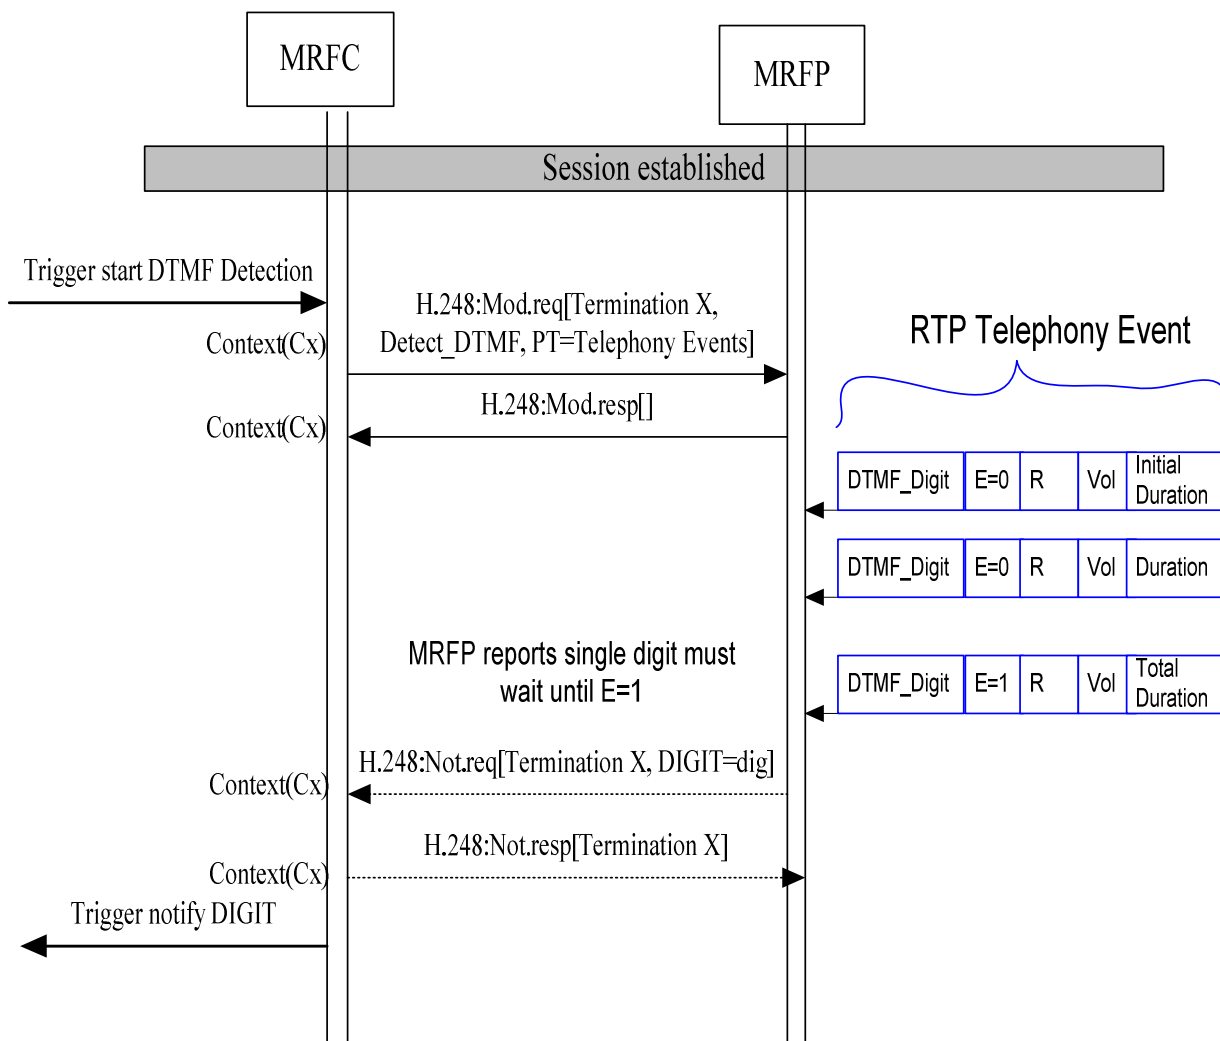 MRFC
MRFP
Session established
Trigger start DTMF Detection
H.248:Mod.req[Termination X,
Detect_DTMF, PT=Telephony Events]
Context(Cx)
RTP Telephony Event
H.248:Mod.resp[]
Context(Cx)
DTMF_Digit E=0 R Vol Initial
Duration
DTMF_Digit E=0 R Vol Duration
MRFP reports single digit must
wait until E=1
DTMF_Digit E=1 R Vol Total
Duration
H.248:Not.req[Termination X, DIGIT=dig]
Context(Cx)
H.248:Not.resp[Termination X]
Context(Cx)
Trigger notify DIGIT